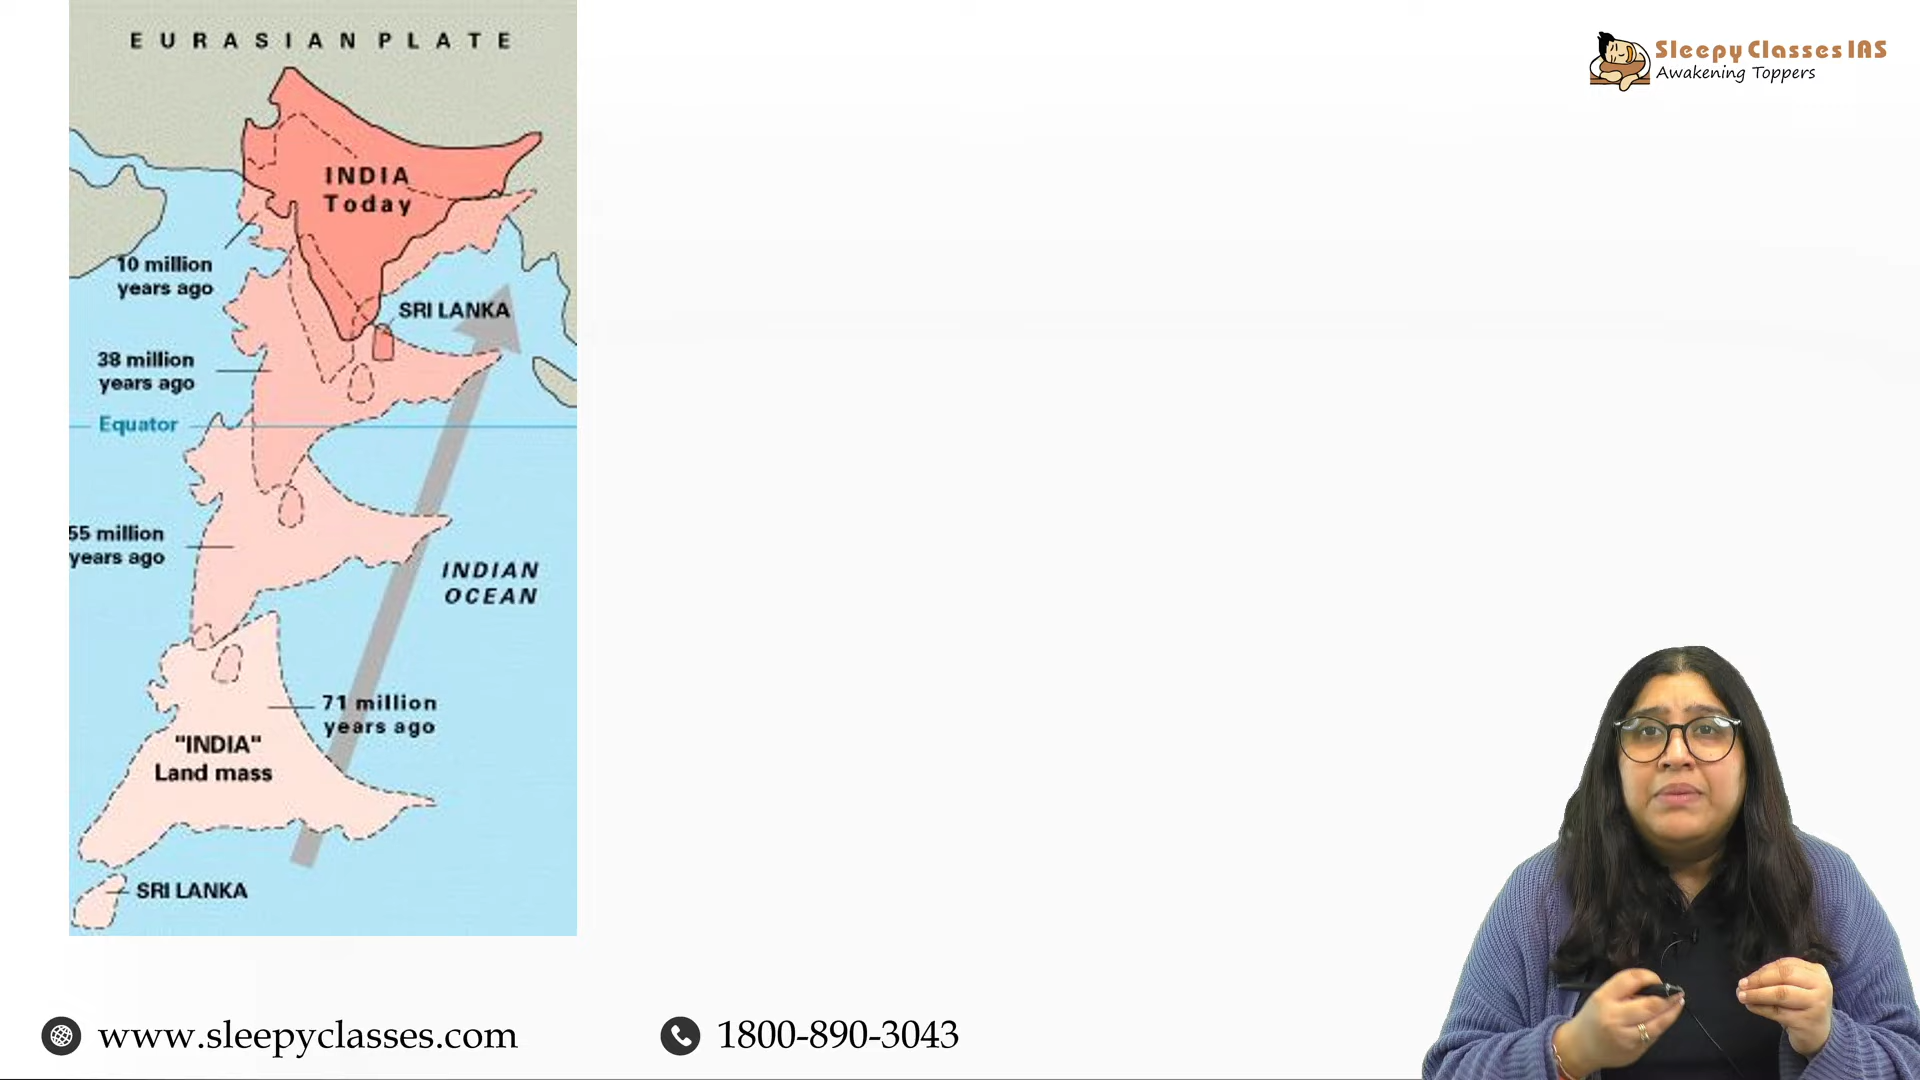 EURASIAN PLATE
Sleepy Classes IAS
Awakening Toppers
INDIA
Today
10 million
years ago
SRI LANKA
38 million
years ago
Equator
55 million
years ago
INDIAN
OCEAN
71 million
years ago
"INDIA"
Land mass
SRI LANKA
www.sleepyclasses.com
1800-890-3043